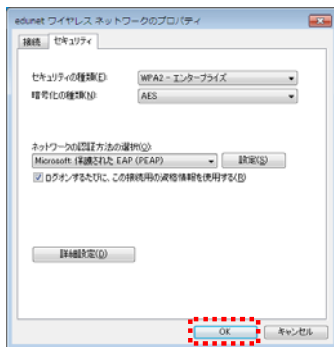 edunet ワイヤレス ネットワークのプロパティ
接続 セキュリティ
セキュリティの種類(E): WPA2 - エンタープライズ
暗号化の種類(N): AES
ネットワークの認証方法の選択(O):
Microsoft: 保護された EAP (PEAP) 設定(S)
ログオンするたびに、この接続用の資格情報を使用する(R)
詳細設定(D)
OK キャンセル